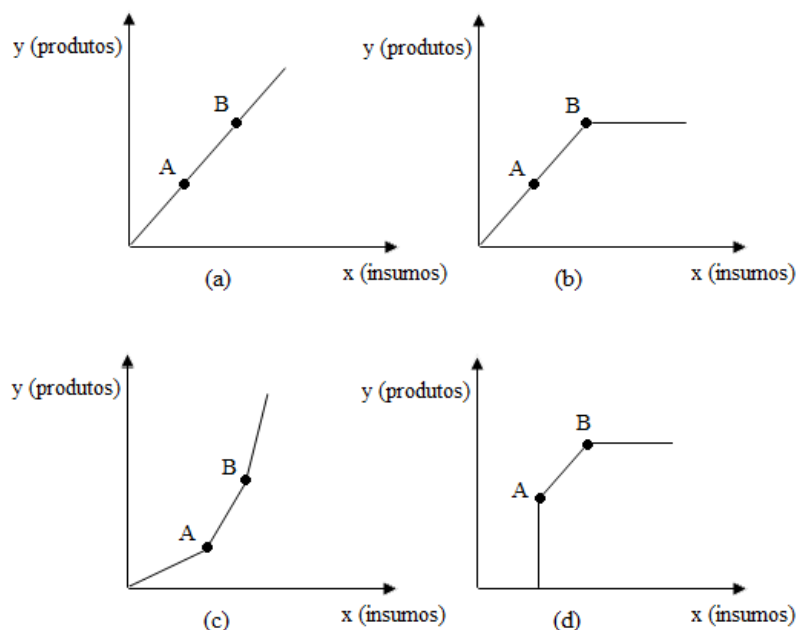 y (produtos)
B
A
x (insumos)
(a)
y (produtos)
B
A
x (insumos)
(b)
y (produtos)
B
A
x (insumos)
(c)
y (produtos)
B
A
x (insumos)
(d)